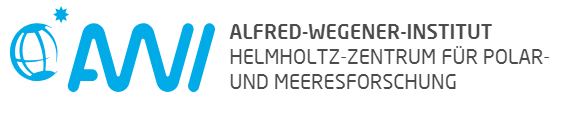 AWI
ALFRED-WEGENER-INSTITUT
HELMHOLTZ-ZENTRUM FÜR POLAR-
UND MEERESFORSCHUNG